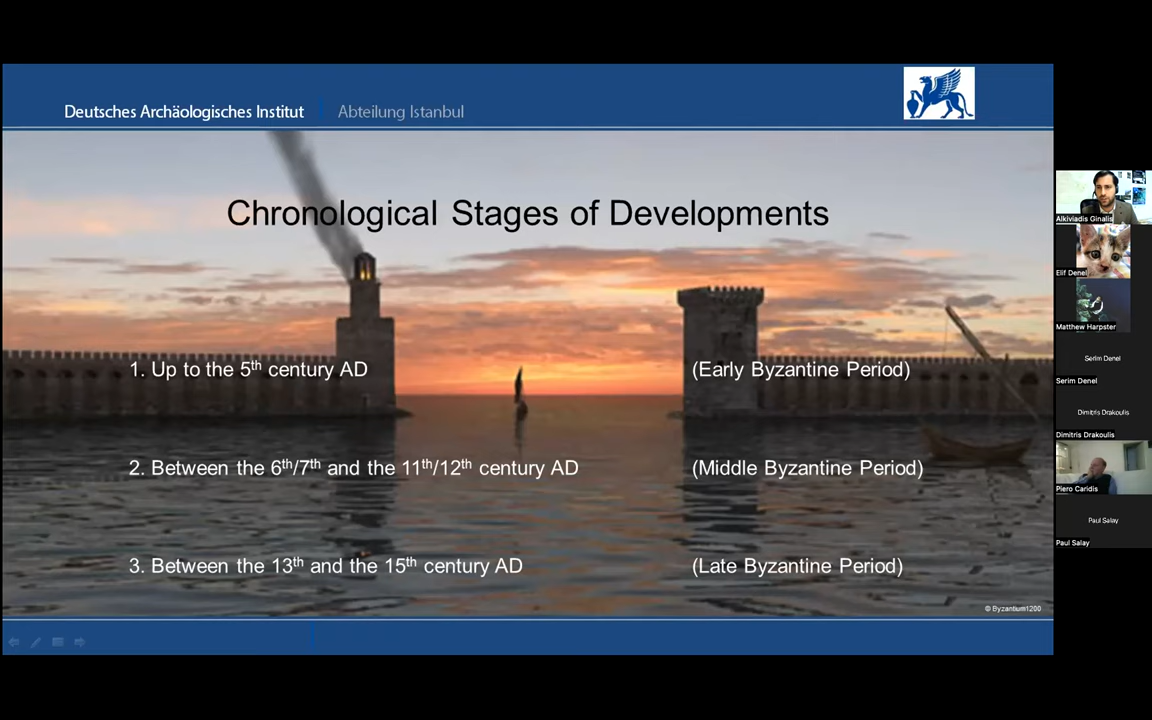 Deutsches Archäologisches Institut
Abteilung Istanbul
Chronological Stages of Developments
1. Up to the 5th century AD
(Early Byzantine Period)
2. Between the 6th/7th and the 11th/12th century AD
(Middle Byzantine Period)
3. Between the 13th and the 15th century AD
(Late Byzantine Period)
© Byzantium1200
Alkiviadis Ginalis
Elif Denel
Matthew Harpster
Serim Denel
Serim Denel
Dimitris Drakoulis
Dimitris Drakoulis
Piero Caridis
Paul Salay
Paul Salay